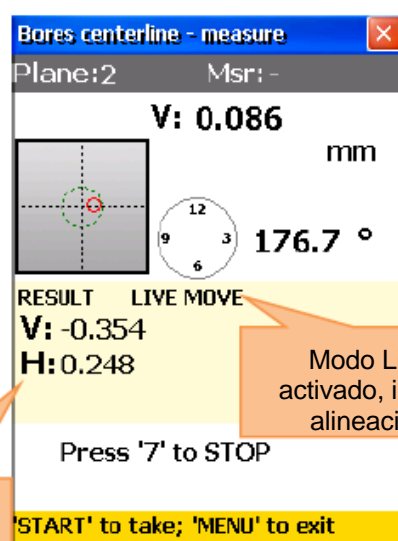 Bores centerline - measure
Plane:2 Msr:-
V: 0.086
mm
12
9 3
6
176.7 °
RESULT LIVE MOVE
V: -0.354
H: 0.248
Modo L
activado, i
alineaci
Press '7' to STOP
'START' to take; 'MENU' to exit